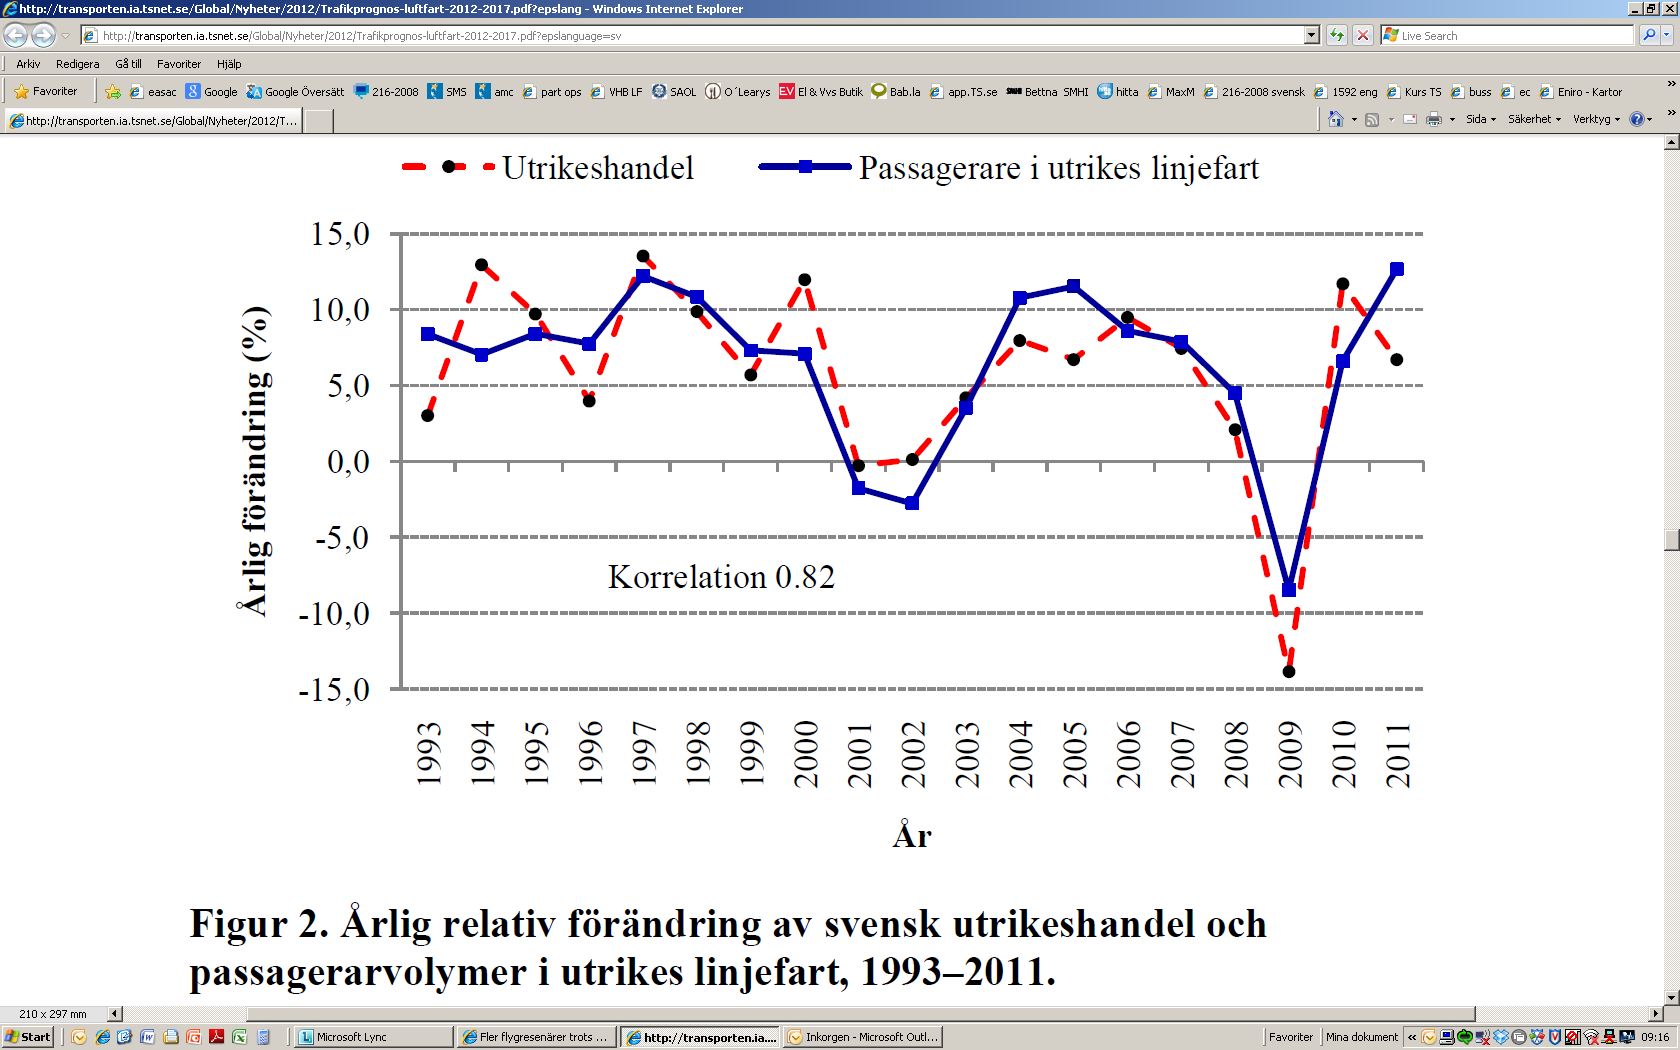 http://transporten.ia.tsnet.se/Global/Nyheter/2012/Trafikprognos-luftfart-2012-2017.pdf?epslang - Windows Internet Explorer
http://transporten.ia.tsnet.se/Global/Nyheter/2012/Trafikprognos-luftfart-2012-2017.pdf?epslanguage=sv
Live Search
Arkiv Redigera Gå till Favoriter Hjälp
Favoriter easac Google Google Översätt 216-2008 SMS amc part ops VHB LF SAOL O´Learys El & Vvs Butik Bab.la app.TS.se Bettna SMHI hitta MaxM 216-2008 svensk 1592 eng Kurs TS buss ec Eniro - Kartor »
http://transporten.ia.tsnet.se/Global/Nyheter/2012/T... Sida Säkerhet Verktyg »
Utrikeshandel Passagerare i utrikes linjefart
15,0
10,0
5,0
0,0
-5,0
-10,0
-15,0
Årlig förändring (%)
Korrelation 0.82
1993 1994 1995 1996 1997 1998 1999 2000 2001 2002 2003 2004 2005 2006 2007 2008 2009 2010 2011
År
Figur 2. Årlig relativ förändring av svensk utrikeshandel och
passagerarvolymer i utrikes linjefart, 1993–2011.
210 x 297 mm
Start Microsoft Lync Fler flygresenärer trots ... http://transporten.ia.... Inkorgen - Microsoft Outl... Favoriter Mina dokument « 09:16